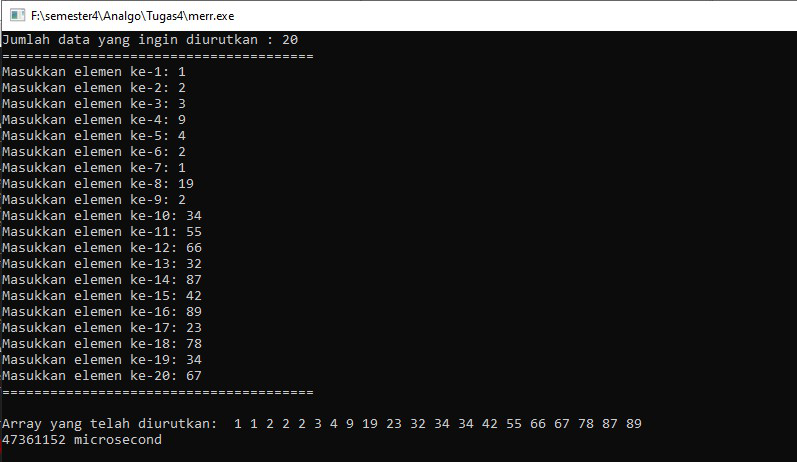 F:\semester4\Analgo\Tugas4\merr.exe
Jumlah data yang ingin diurutkan : 20
=======================================
Masukkan elemen ke-1: 1
Masukkan elemen ke-2: 2
Masukkan elemen ke-3: 3
Masukkan elemen ke-4: 9
Masukkan elemen ke-5: 4
Masukkan elemen ke-6: 2
Masukkan elemen ke-7: 1
Masukkan elemen ke-8: 19
Masukkan elemen ke-9: 2
Masukkan elemen ke-10: 34
Masukkan elemen ke-11: 55
Masukkan elemen ke-12: 66
Masukkan elemen ke-13: 32
Masukkan elemen ke-14: 87
Masukkan elemen ke-15: 42
Masukkan elemen ke-16: 89
Masukkan elemen ke-17: 23
Masukkan elemen ke-18: 78
Masukkan elemen ke-19: 34
Masukkan elemen ke-20: 67
=======================================
Array yang telah diurutkan:  1 1 2 2 2 3 4 9 19 23 32 34 34 42 55 66 67 78 87 89
47361152 microsecond